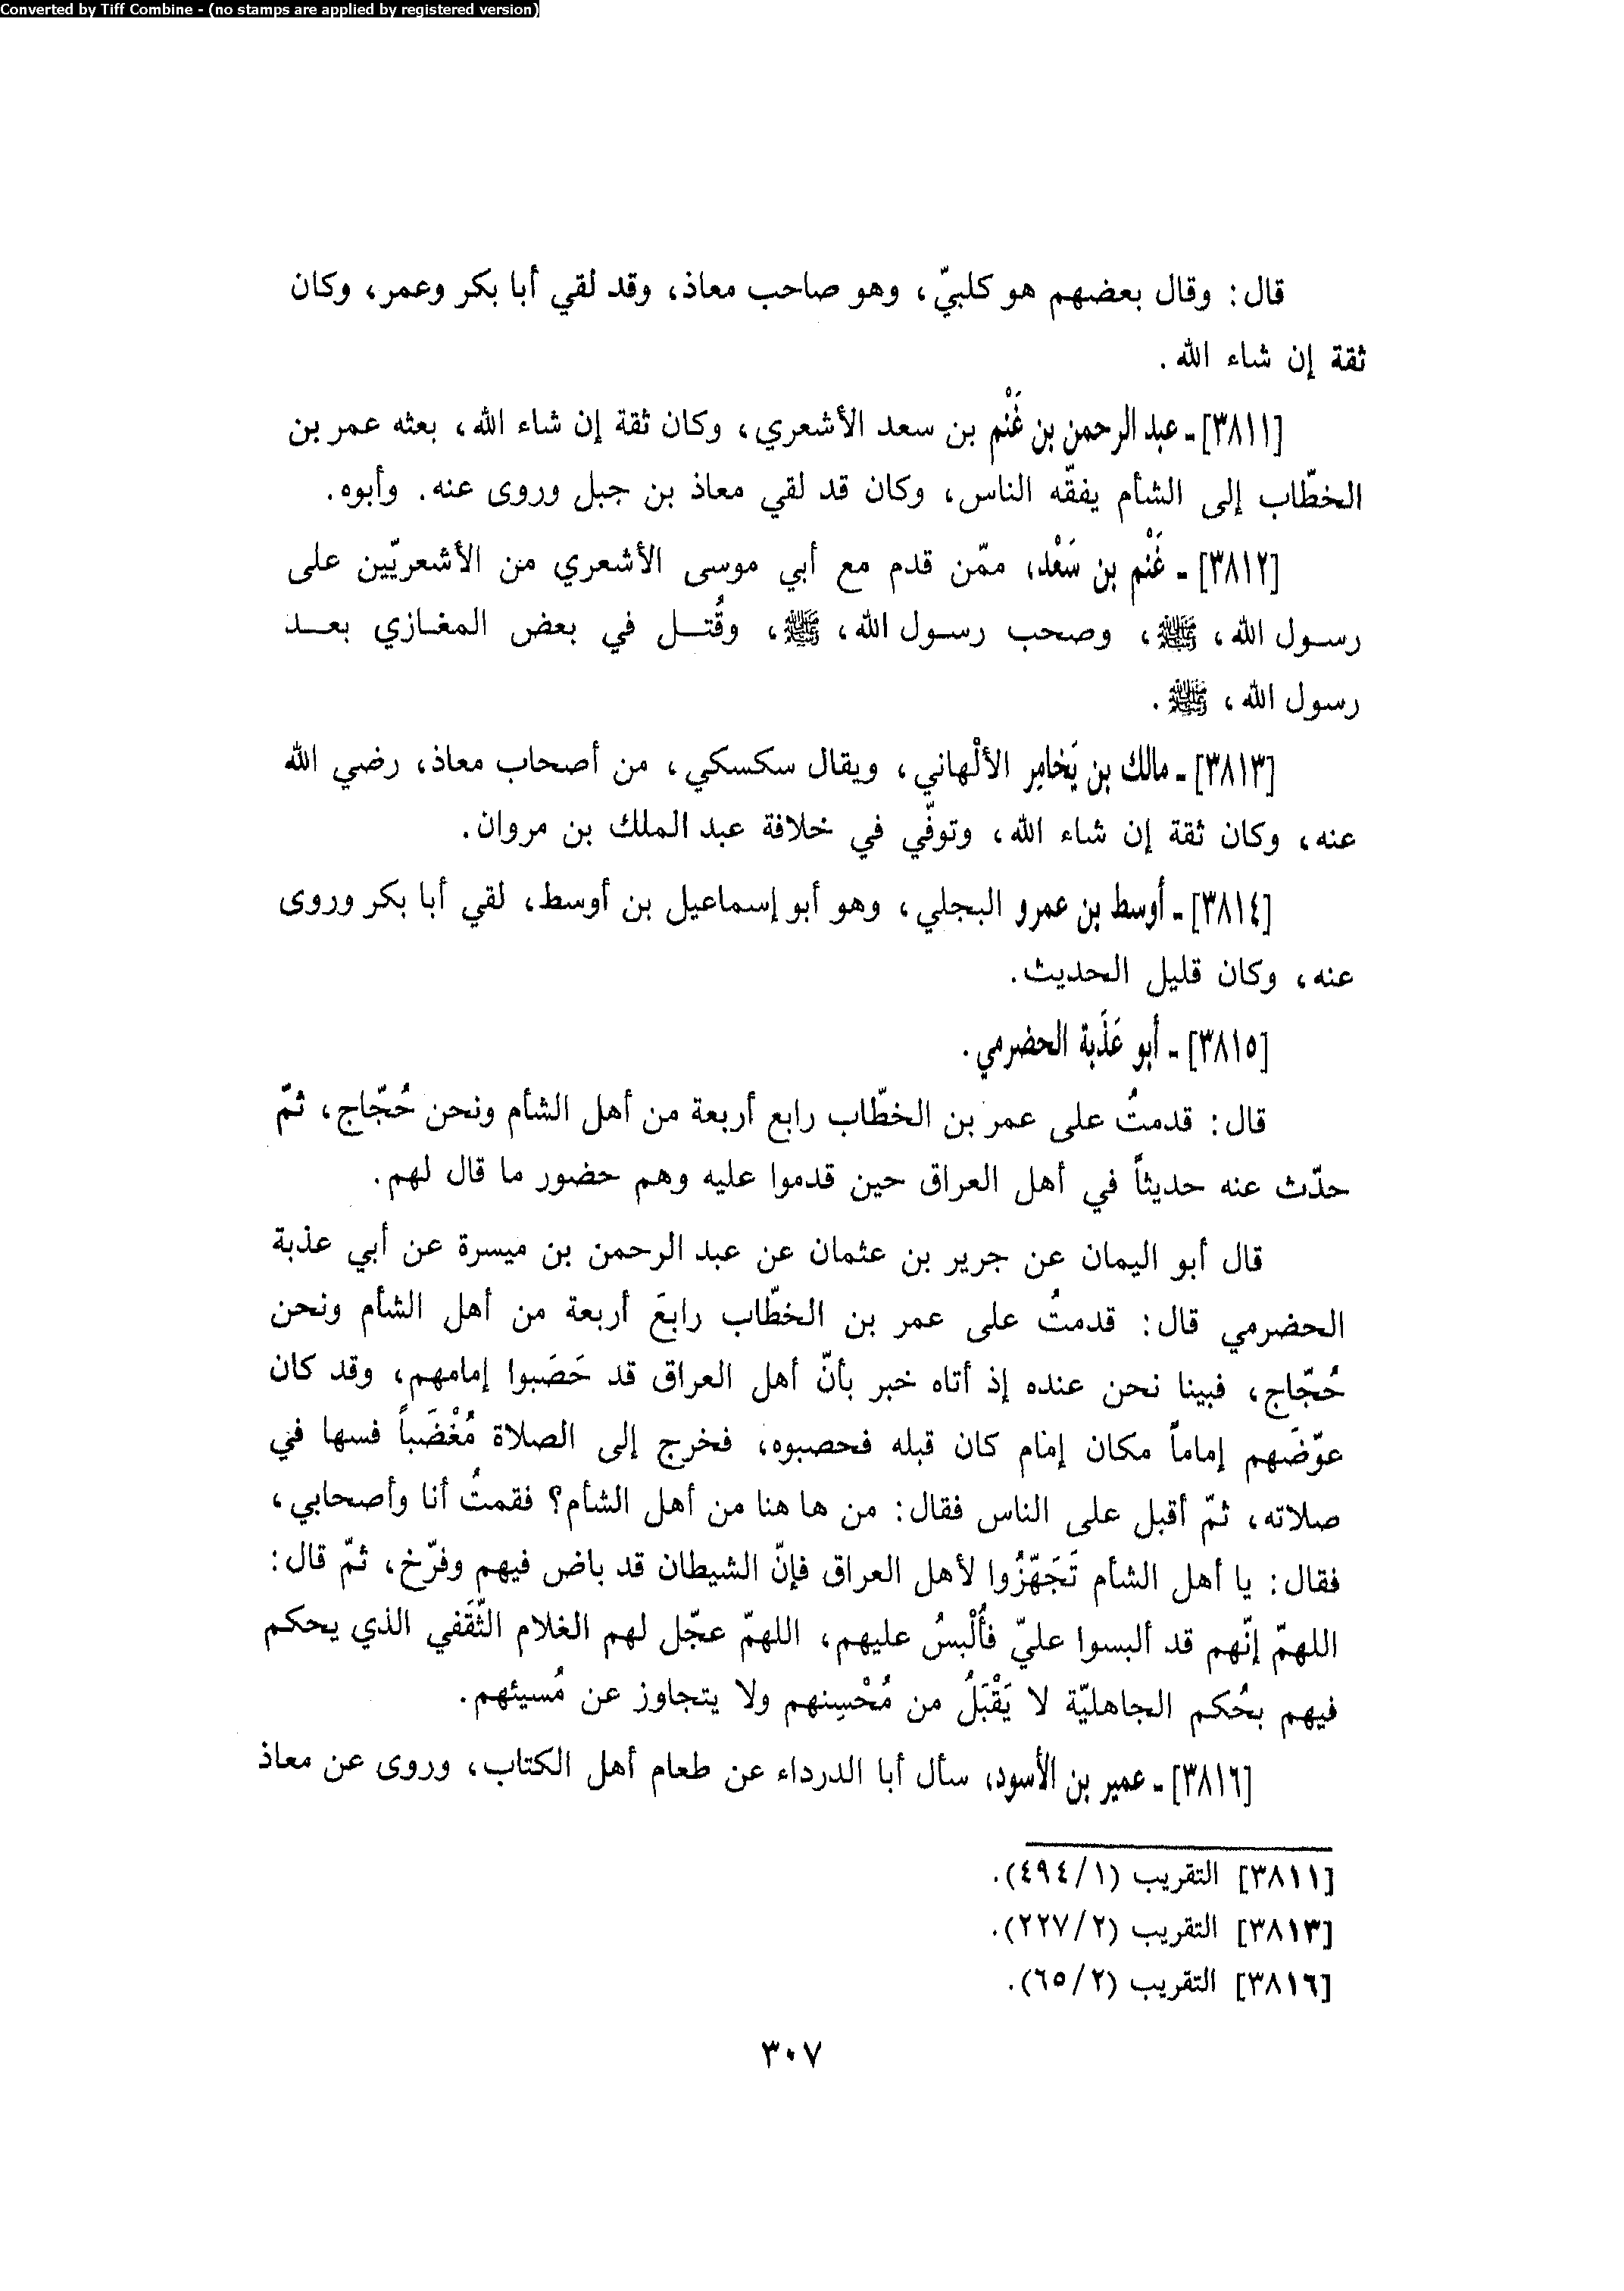 Converted by Tiff Combine - (no stamps are applied by registered version)
قال: وقال بعضهم هو كلبيّ، وهو صاحب معاذ، وقد لقي أبا بكر وعمر، وكان
ثقة إن شاء الله.
[٣٨١١]ـ عبد الرحمن بن غَنْم بن سعد الأشعري، وكان ثقة إن شاء الله، بعثه عمر بن
الخطّاب إلى الشأم يفقّه الناس، وكان قد لقي معاذ بن جبل وروى عنه. وأبوه.
[٣٨١٢] ـ غَنْم بن سَعْد، ممّن قدم مع أبي موسى الأشعري من الأشعريّين على
رسول الله، ﷺ، وصحب رسول الله، ﷺ، وقُتل في بعض المغازي بعد
رسول الله، ﷺ.
[٣٨١٣] ـ مالك بن يَخامِر الألْهاني، ويقال سكسكي، من أصحاب معاذ، رضي الله
عنه، وكان ثقة إن شاء الله، وتوفّي في خلافة عبد الملك بن مروان.
[٣٨١٤] ـ أوسط بن عمرو البجلي، وهو أبو إسماعيل بن أوسط، لقي أبا بكر وروى
عنه، وكان قليل الحديث.
[٣٨١٥] ـ أبو عَذَبة الحضرمي.
قال: قدمتُ على عمر بن الخطّاب رابع أربعة من أهل الشأم ونحن حُجّاج، ثمّ
حدّث عنه حديثاً في أهل العراق حين قدموا عليه وهم حضور ما قال لهم.
قال أبو اليمان عن جرير بن عثمان عن عبد الرحمن بن ميسرة عن أبي عذبة
الحضرمي قال: قدمتُ على عمر بن الخطّاب رابعَ أربعة من أهل الشأم ونحن
حُجّاج، فبينا نحن عنده إذ أتاه خبر بأنّ أهل العراق قد حَصَبوا إمامهم، وقد كان
عوّضَهم إماماً مكان إمام كان قبله فحصبوه، فخرج إلى الصلاة مُغْضَباً فسها في
صلاته، ثمّ أقبل على الناس فقال: من ها هنا من أهل الشأم؟ فقمتُ أنا وأصحابي،
فقال: يا أهل الشأم تَجَهّزُوا لأهل العراق فإنّ الشيطان قد باض فيهم وفرّخ، ثمّ قال:
اللهمّ إنّهم قد ألبسوا عليّ فأُلْبسُ عليهم، اللهمّ عجّل لهم الغلام الثّقَفي الذي يحكم
فيهم بحُكم الجاهليّة لا يَقْبَلُ من مُحْسِنهم ولا يتجاوز عن مُسيئهم.
[٣٨١٦] ـ عمير بن الأسود، سأل أبا الدرداء عن طعام أهل الكتاب، وروى عن معاذ
[٣٨١١] التقريب (٤٩٤/١).
[٣٨١٣] التقريب (٢٢٧/٢).
[٣٨١٦] التقريب (٦٥/٢).
٣٠٧